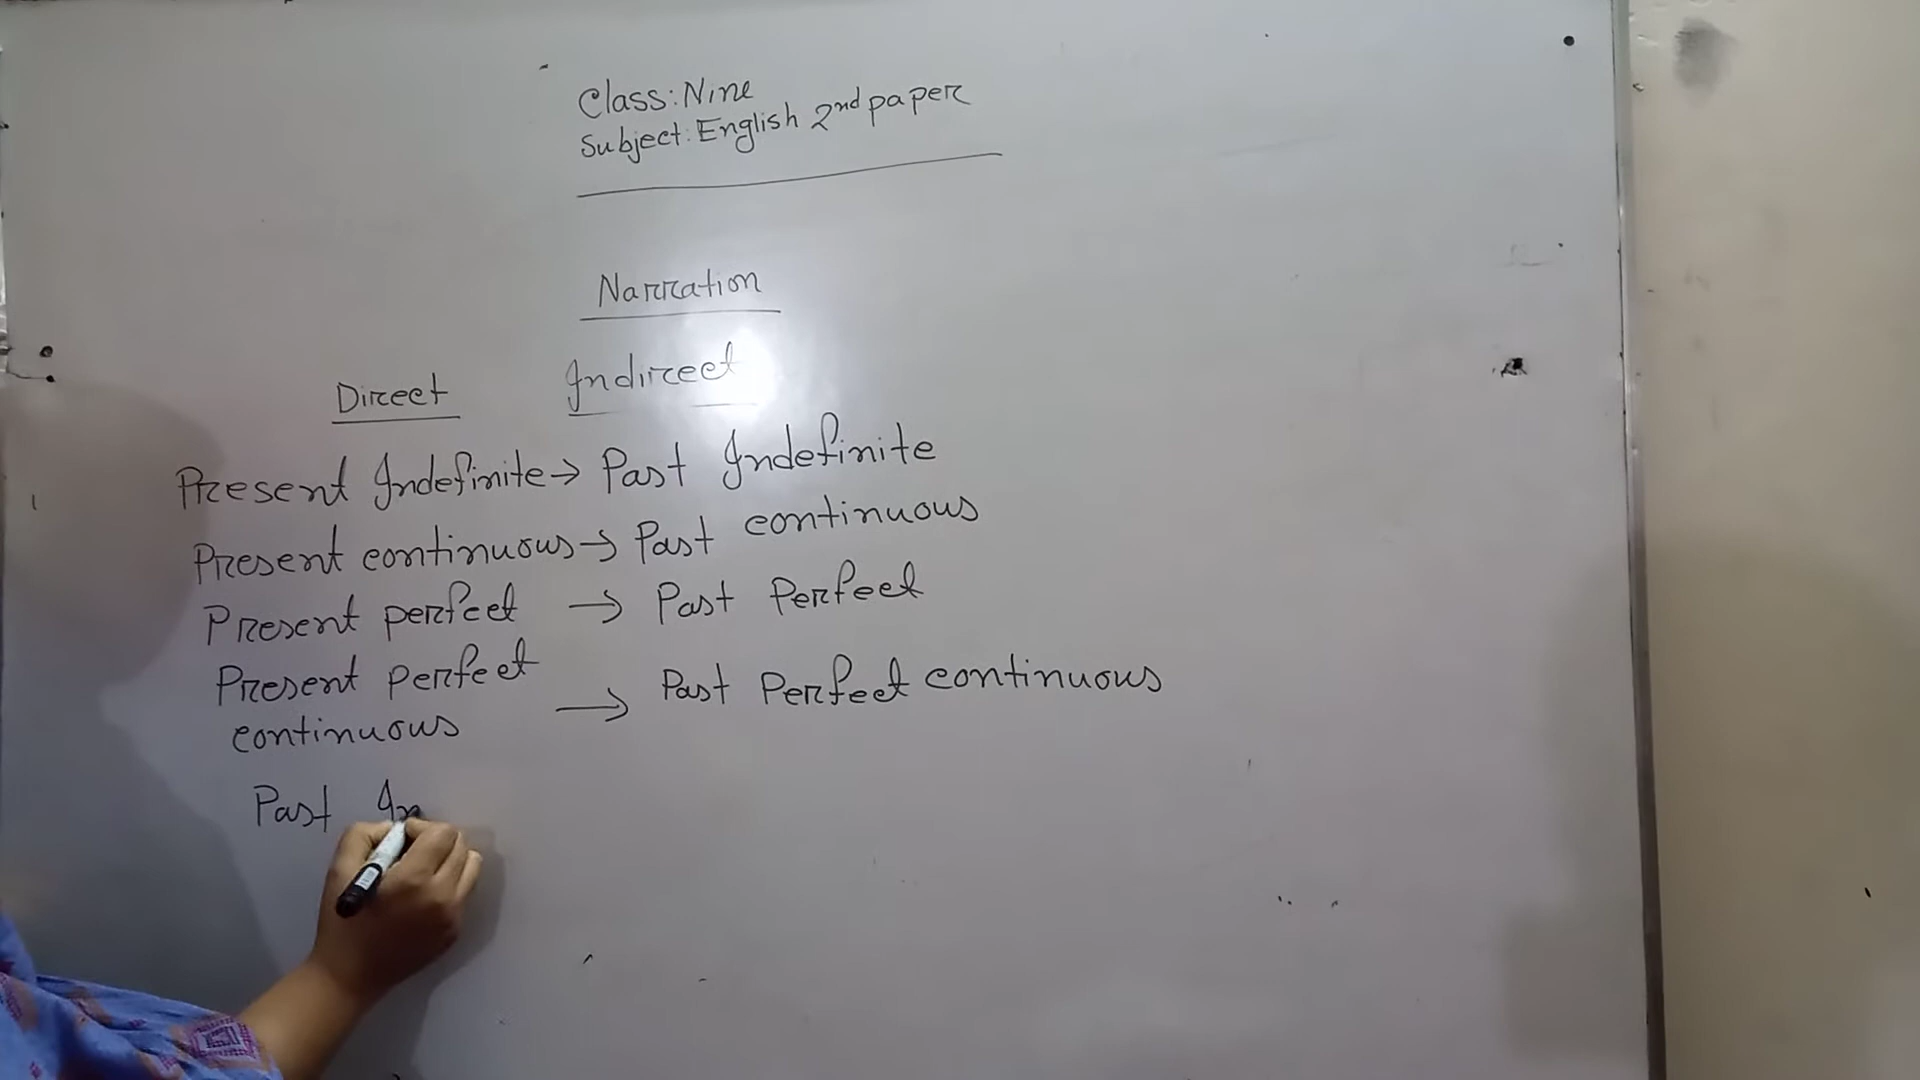 Class: Nine
Subject: English 2nd paper
Narration
Direct Indirect
Present Indefinite → Past Indefinite
Present continuous → Past continuous
Present perfect → Past Perfect
Present perfect
continuous → Past Perfect continuous
Past In